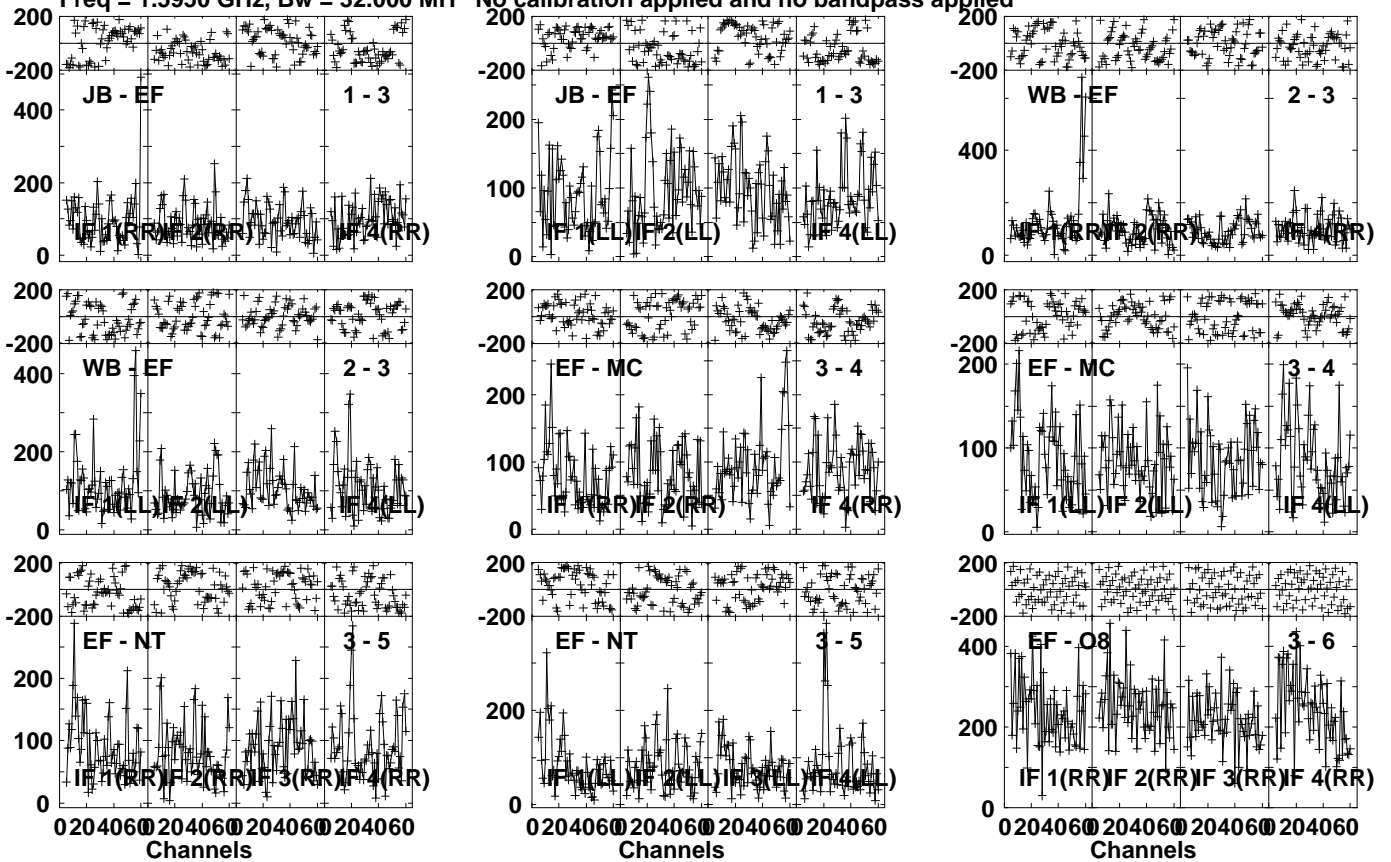 Freq = 1.5950 GHz, Bw = 32.000 MH No calibration applied and no bandpass applied
200
-200
JB - EF 1 - 3
400
200
0
IF 1(RR) IF 2(RR) IF 4(RR)
200
-200
JB - EF 1 - 3
200
100
0
IF 1(LL) IF 2(LL) IF 4(LL)
200
-200
WB - EF 2 - 3
400
0
IF 1(RR) IF 2(RR) IF 4(RR)
200
-200
WB - EF 2 - 3
400
200
0
IF 1(LL) IF 2(LL) IF 4(LL)
200
-200
EF - MC 3 - 4
200
100
0
IF 1(RR) IF 2(RR) IF 4(RR)
200
-200
EF - MC 3 - 4
200
100
0
IF 1(LL) IF 2(LL) IF 4(LL)
200
-200
EF - NT 3 - 5
200
100
0
IF 1(RR) IF 2(RR) IF 3(RR) IF 4(RR)
0 20 40 60 0 20 40 60 0 20 40 60 0 20 40 60
Channels
200
-200
EF - NT 3 - 5
200
100
0
IF 1(LL) IF 2(LL) IF 3(LL) IF 4(LL)
0 20 40 60 0 20 40 60 0 20 40 60 0 20 40 60
Channels
200
-200
EF - O8 3 - 6
400
200
0
IF 1(RR) IF 2(RR) IF 3(RR) IF 4(RR)
0 20 40 60 0 20 40 60 0 20 40 60 0 20 40 60
Channels